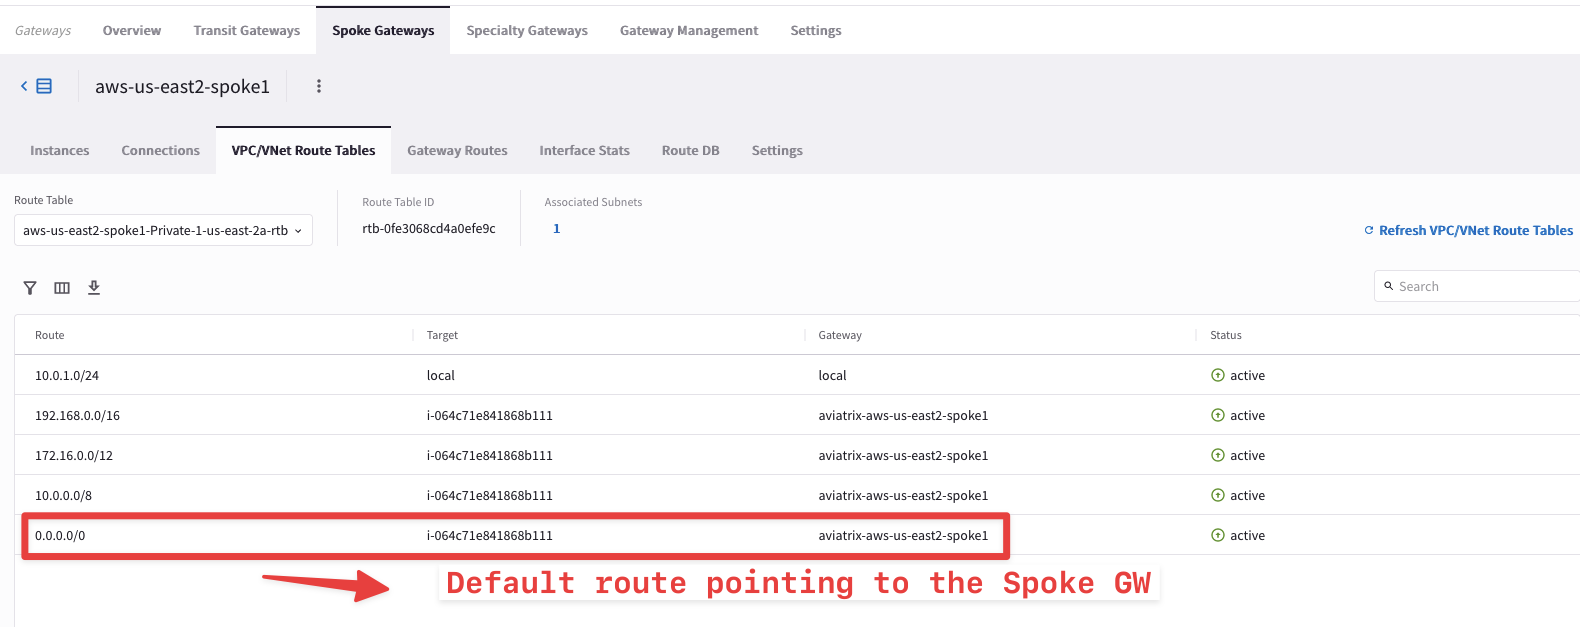 Gateways Overview Transit Gateways Spoke Gateways Specialty Gateways Gateway Management Settings
aws-us-east2-spoke1
Instances Connections VPC/VNet Route Tables Gateway Routes Interface Stats Route DB Settings
Route Table Route Table ID Associated Subnets
aws-us-east2-spoke1-Private-1-us-east-2a-rtb rtb-0fe3068cd4a0efe9c 1 Refresh VPC/VNet Route Tables
Search
Route Target Gateway Status
10.0.1.0/24 local local active
192.168.0.0/16 i-064c71e841868b111 aviatrix-aws-us-east2-spoke1 active
172.16.0.0/12 i-064c71e841868b111 aviatrix-aws-us-east2-spoke1 active
10.0.0.0/8 i-064c71e841868b111 aviatrix-aws-us-east2-spoke1 active
0.0.0.0/0 i-064c71e841868b111 aviatrix-aws-us-east2-spoke1 active
Default route pointing to the Spoke GW